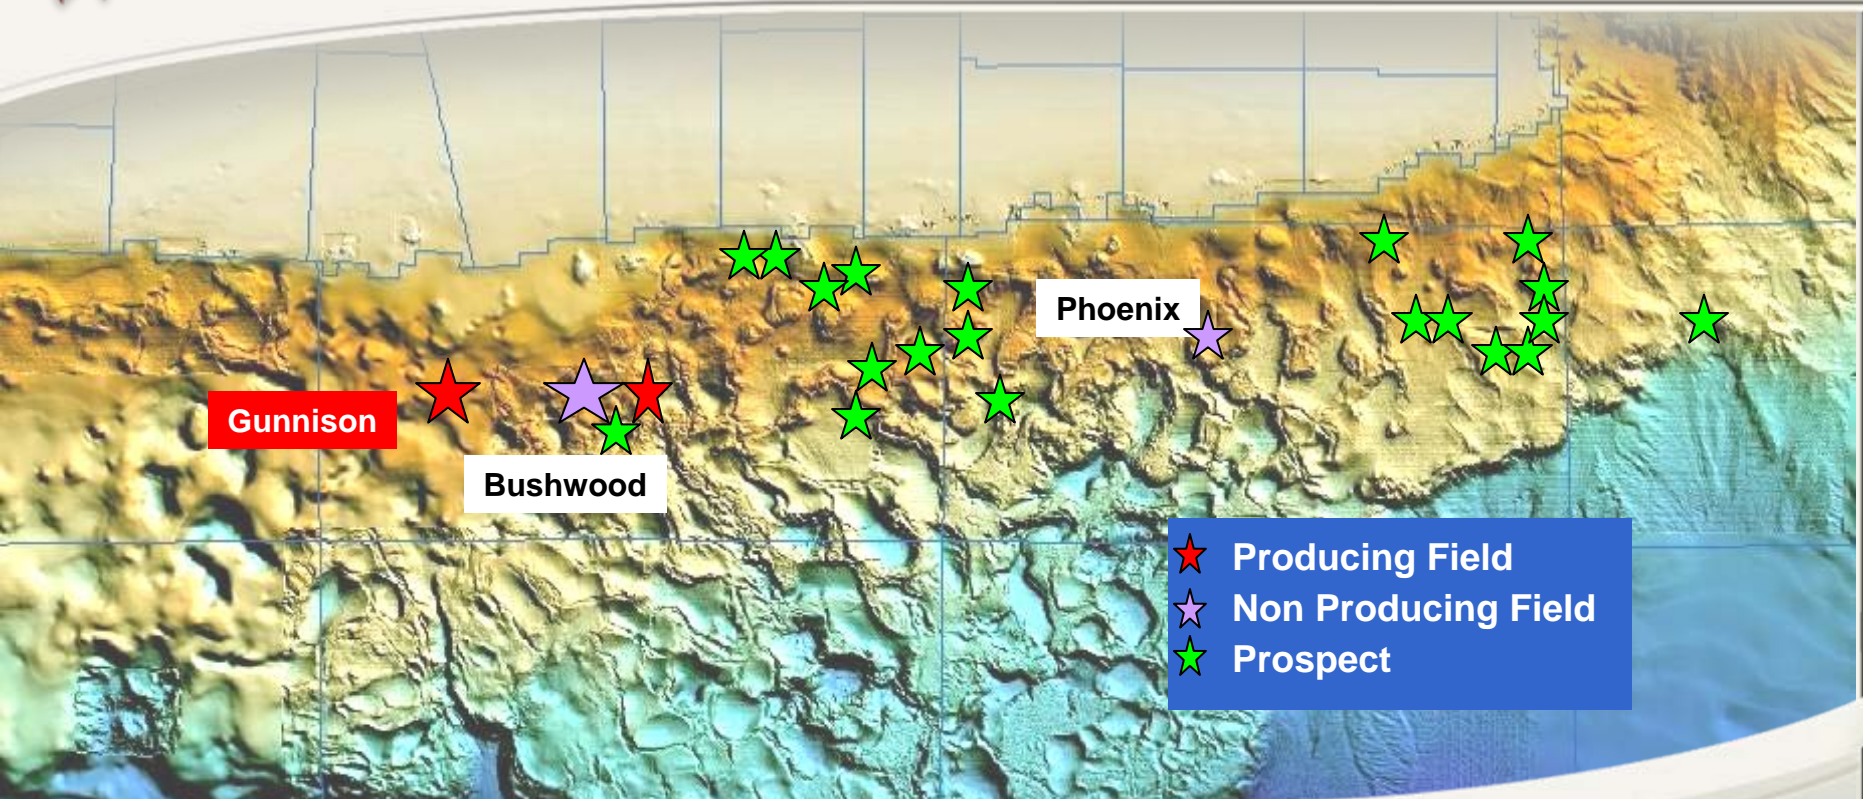 Phoenix
Gunnison
Bushwood
Producing Field
Non Producing Field
Prospect